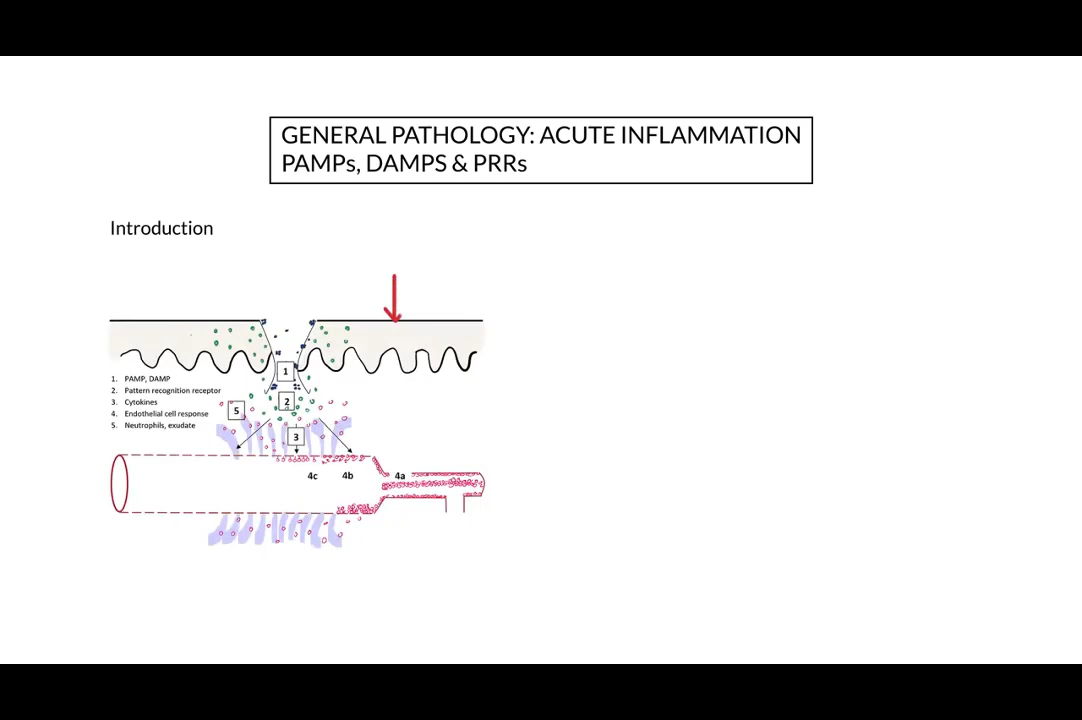 GENERAL PATHOLOGY: ACUTE INFLAMMATION
PAMPs, DAMPS & PRRs
Introduction
1
1. PAMP, DAMP
2. Pattern recognition receptor
3. Cytokines
4. Endothelial cell response
5. Neutrophils, exudate
2
5
3
4c 4b 4a